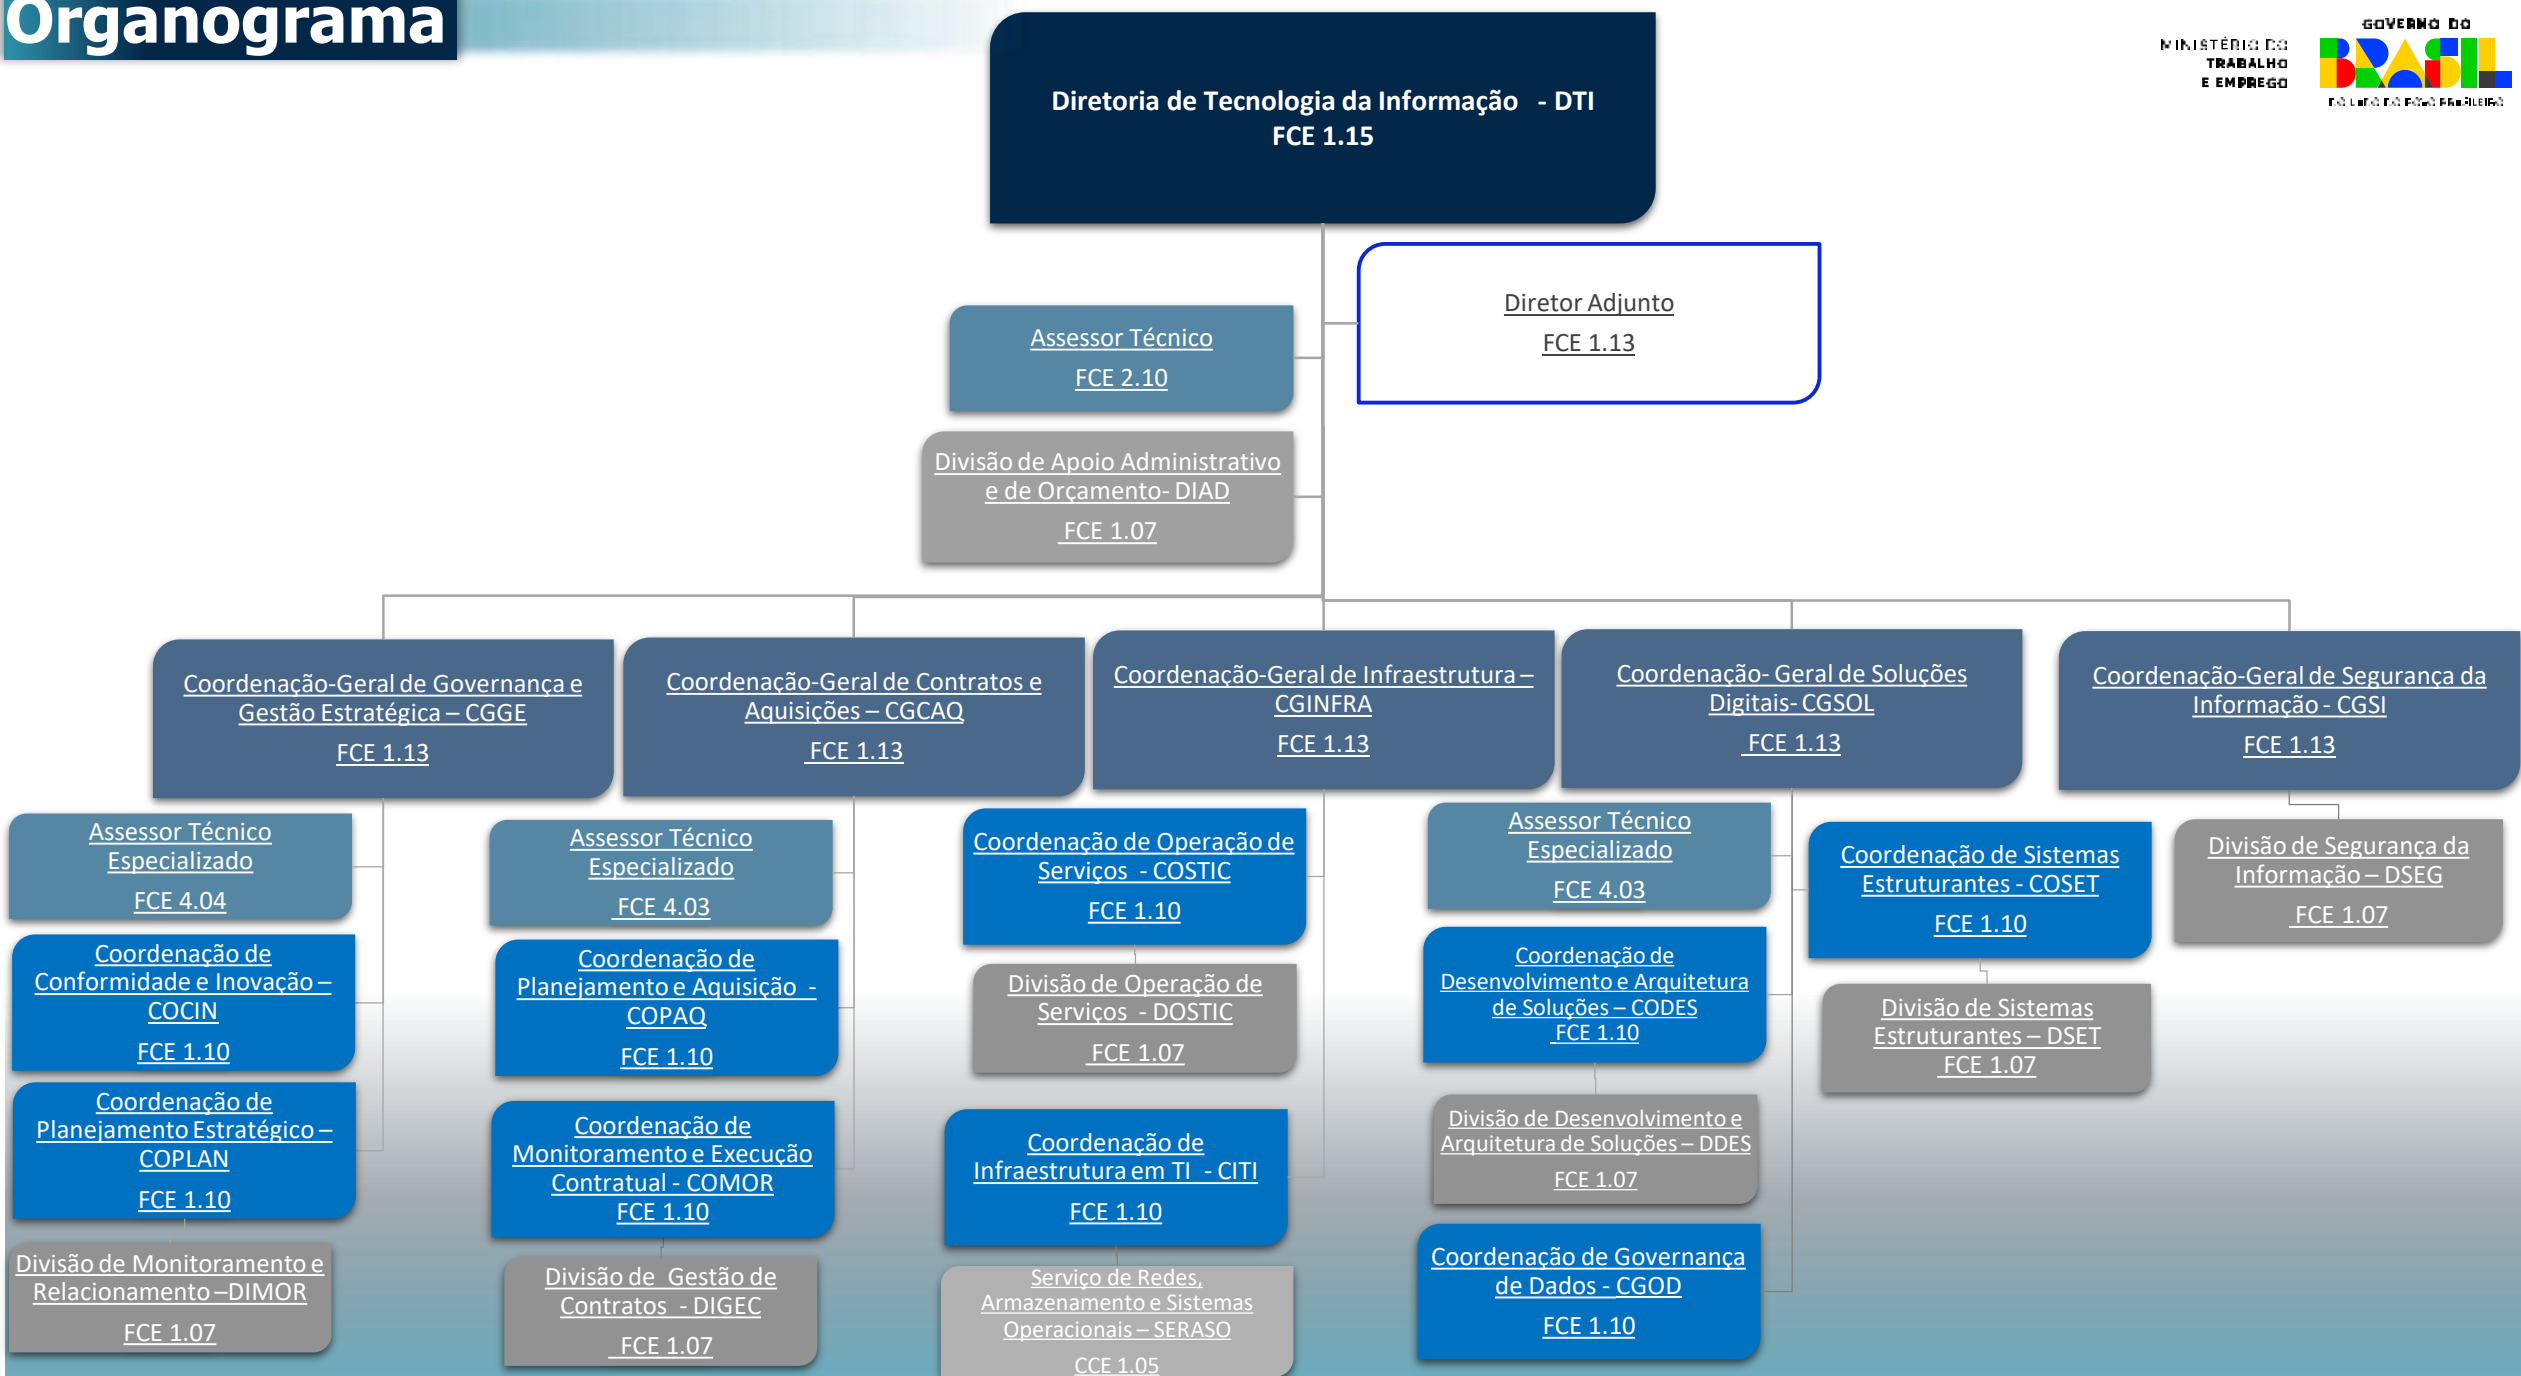 Organograma
MINISTÉRIO DO
TRABALHO
E EMPREGO
GOVERNO DO
BRASIL
DO LADO DO POVO BRASILEIRO
Diretoria de Tecnologia da Informação - DTI
FCE 1.15
Diretor Adjunto
FCE 1.13
Assessor Técnico
FCE 2.10
Divisão de Apoio Administrativo
e de Orçamento- DIAD
FCE 1.07
Coordenação-Geral de Governança e
Gestão Estratégica – CGGE
FCE 1.13
Coordenação-Geral de Contratos e
Aquisições – CGCAQ
FCE 1.13
Coordenação-Geral de Infraestrutura –
CGINFRA
FCE 1.13
Coordenação- Geral de Soluções
Digitais- CGSOL
FCE 1.13
Coordenação-Geral de Segurança da
Informação - CGSI
FCE 1.13
Assessor Técnico
Especializado
FCE 4.04
Coordenação de
Conformidade e Inovação –
COCIN
FCE 1.10
Coordenação de
Planejamento Estratégico –
COPLAN
FCE 1.10
Divisão de Monitoramento e
Relacionamento –DIMOR
FCE 1.07
Assessor Técnico
Especializado
FCE 4.03
Coordenação de
Planejamento e Aquisição -
COPAQ
FCE 1.10
Coordenação de
Monitoramento e Execução
Contratual - COMOR
FCE 1.10
Divisão de Gestão de
Contratos - DIGEC
FCE 1.07
Coordenação de Operação de
Serviços - COSTIC
FCE 1.10
Divisão de Operação de
Serviços - DOSTIC
FCE 1.07
Coordenação de
Infraestrutura em TI - CITI
FCE 1.10
Serviço de Redes,
Armazenamento e Sistemas
Operacionais – SERASO
CCE 1.05
Assessor Técnico
Especializado
FCE 4.03
Coordenação de
Desenvolvimento e Arquitetura
de Soluções – CODES
FCE 1.10
Divisão de Desenvolvimento e
Arquitetura de Soluções – DDES
FCE 1.07
Coordenação de Governança
de Dados - CGOD
FCE 1.10
Coordenação de Sistemas
Estruturantes - COSET
FCE 1.10
Divisão de Sistemas
Estruturantes – DSET
FCE 1.07
Divisão de Segurança da
Informação – DSEG
FCE 1.07